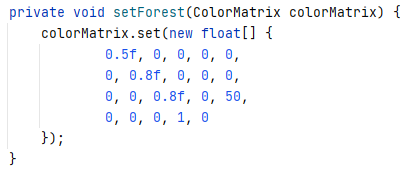 private void setForest(ColorMatrix colorMatrix) {
    colorMatrix.set(new float[] {
            0.5f, 0, 0, 0, 0,
            0, 0.8f, 0, 0, 0,
            0, 0, 0.8f, 0, 50,
            0, 0, 0, 1, 0
    });
}